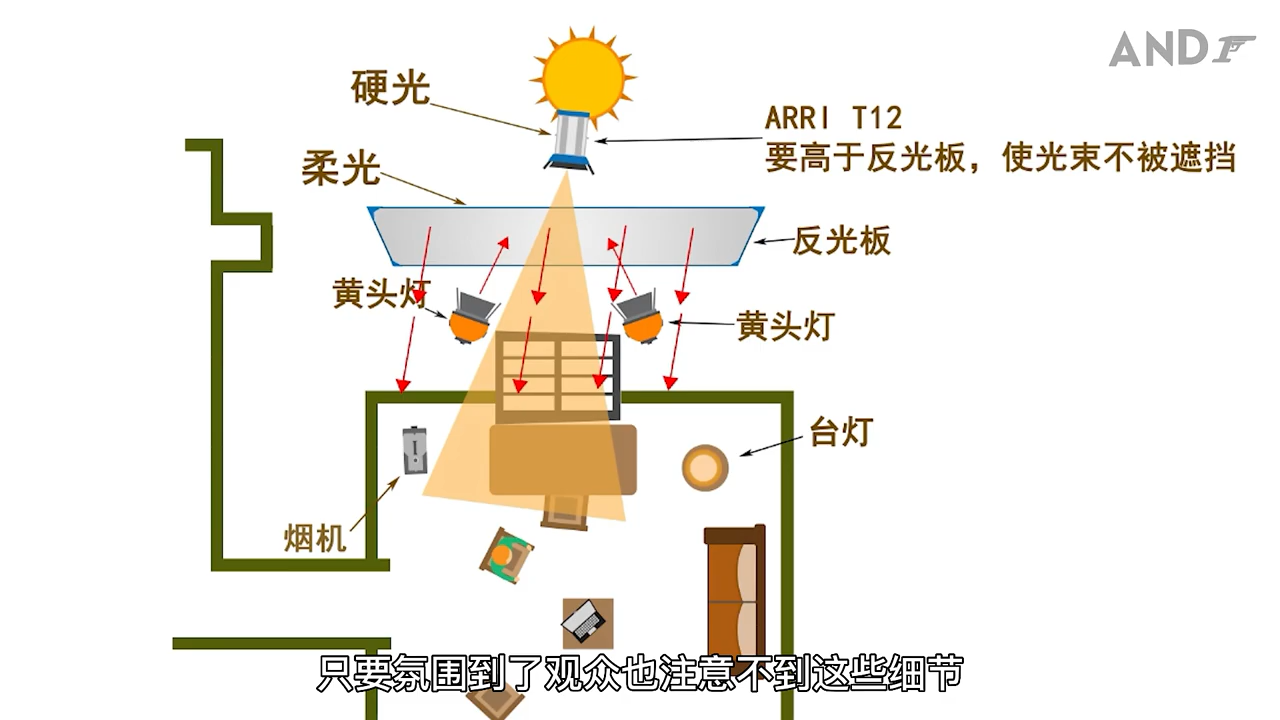 AND
硬光
ARRI T12
要高于反光板，使光束不被遮挡
柔光
反光板
黄头灯
黄头灯
台灯
烟机
只要氛围到了观众也注意不到这些细节